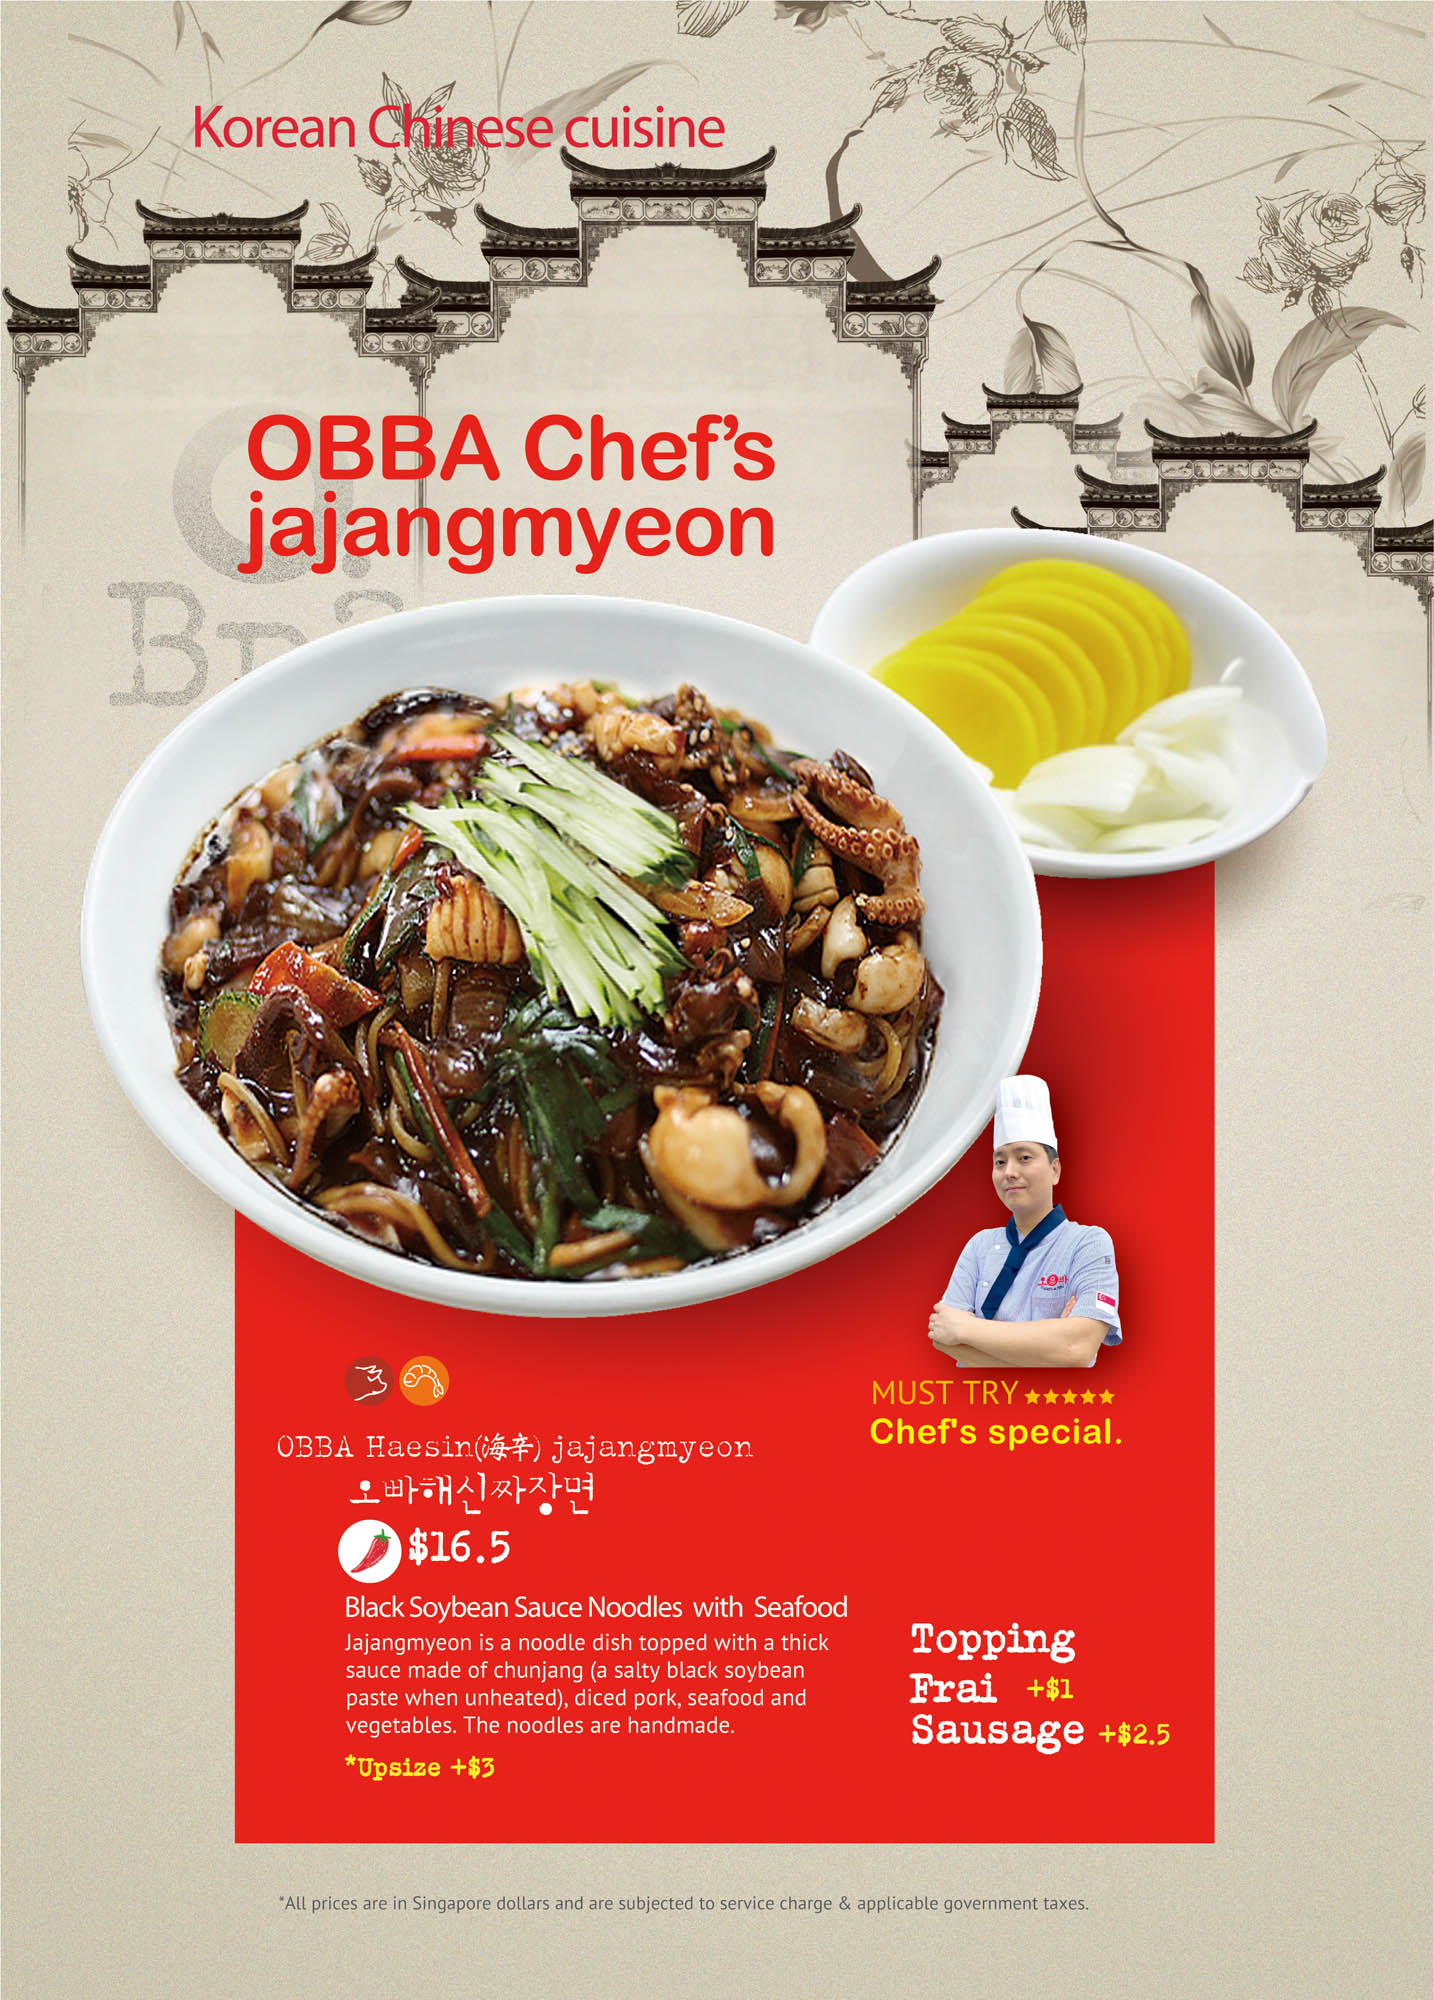 Korean Chinese cuisine
OBBA Chef's
jajangmyeon
오빠
MUST TRY ★★★★★
Chef's special.
OBBA Haesin(海辛) jajangmyeon
오빠해신짜장면
$16.5
Black Soybean Sauce Noodles with Seafood
Jajangmyeon is a noodle dish topped with a thick
sauce made of chunjang (a salty black soybean
paste when unheated), diced pork, seafood and
vegetables. The noodles are handmade.
*Upsize +$3
Topping
Frai +$1
Sausage +$2.5
*All prices are in Singapore dollars and are subjected to service charge & applicable government taxes.